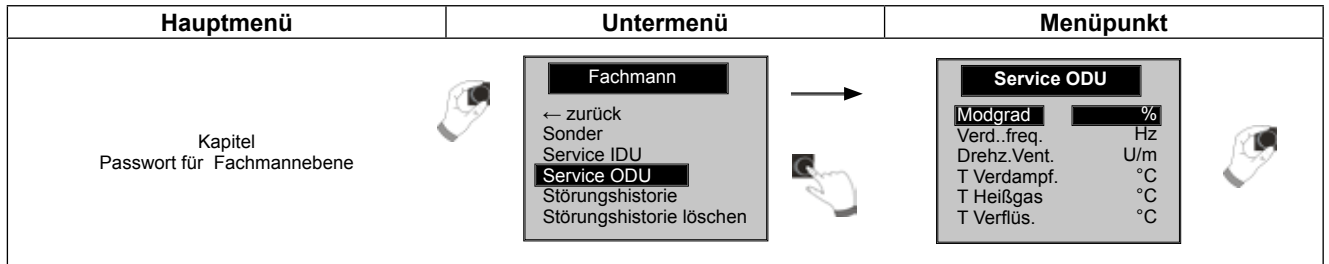 Hauptmenü
Untermenü
Menüpunkt
Kapitel
Passwort für Fachmannebene
Fachmann
← zurück
Sonder
Service IDU
Service ODU
Störungshistorie
Störungshistorie löschen
Service ODU
Modgrad %
Verd..freq. Hz
Drehz.Vent. U/m
T Verdampf. °C
T Heißgas °C
T Verflüs. °C